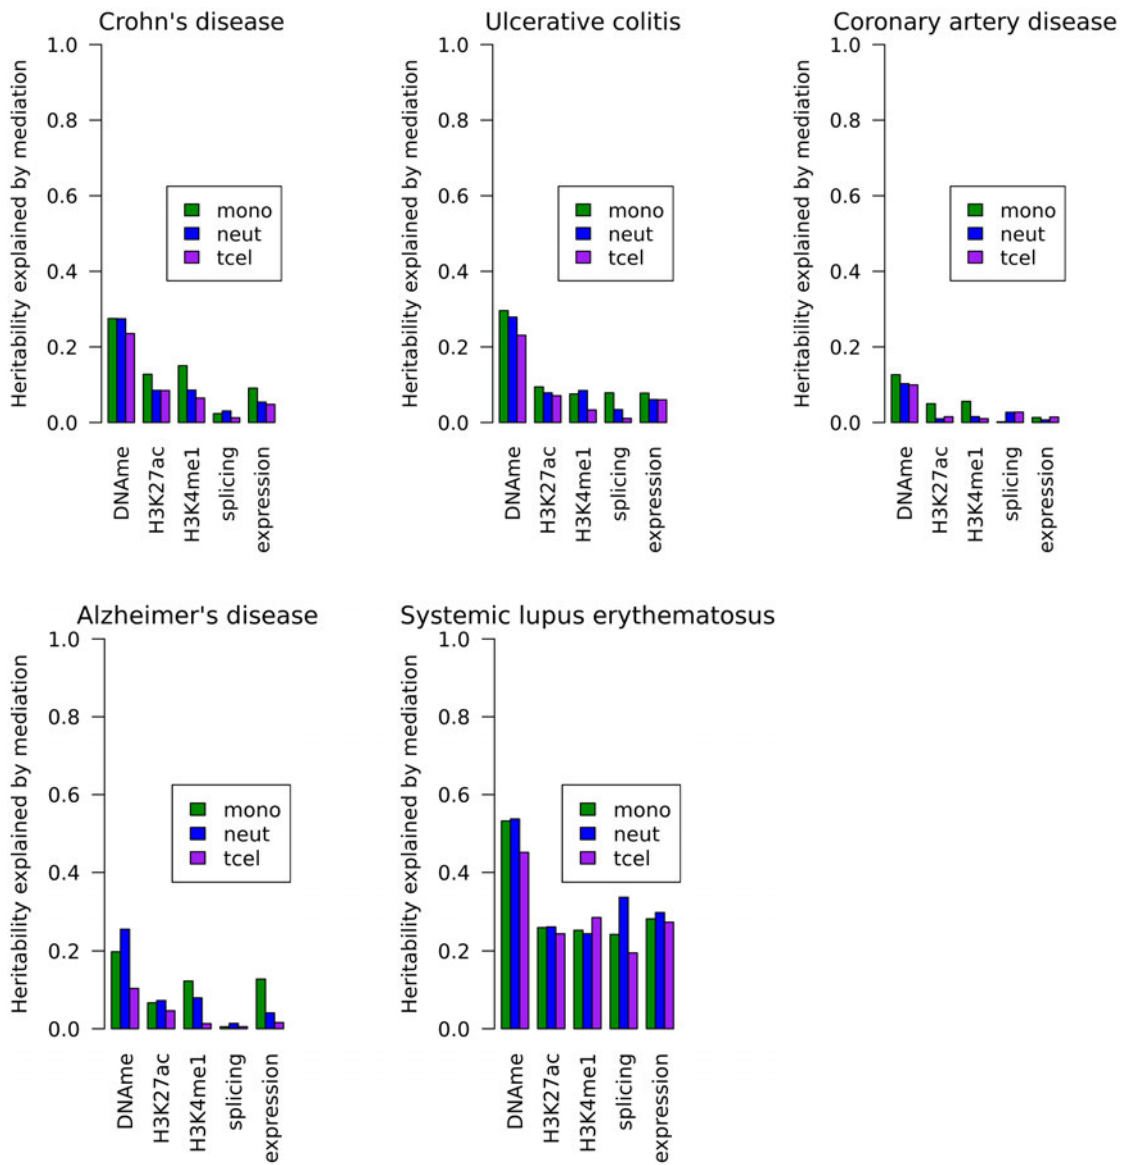 Crohn's disease
Heritability explained by mediation
1.0
0.8
0.6
0.4
0.2
0.0
mono
neut
tcel
DNAme
H3K27ac
H3K4me1
splicing
expression
Ulcerative colitis
Heritability explained by mediation
1.0
0.8
0.6
0.4
0.2
0.0
mono
neut
tcel
DNAme
H3K27ac
H3K4me1
splicing
expression
Coronary artery disease
Heritability explained by mediation
1.0
0.8
0.6
0.4
0.2
0.0
mono
neut
tcel
DNAme
H3K27ac
H3K4me1
splicing
expression
Alzheimer's disease
Heritability explained by mediation
1.0
0.8
0.6
0.4
0.2
0.0
mono
neut
tcel
DNAme
H3K27ac
H3K4me1
splicing
expression
Systemic lupus erythematosus
Heritability explained by mediation
1.0
0.8
0.6
0.4
0.2
0.0
mono
neut
tcel
DNAme
H3K27ac
H3K4me1
splicing
expression